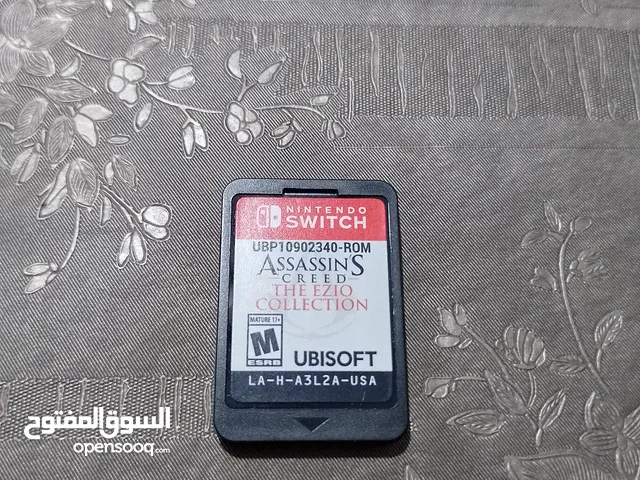 NINTENDO
SWITCH
UBP10902340-ROM
ASSASSIN'S
CREED
THE EZIO
COLLECTION
MATURE 17+
M
ESRB
UBISOFT
LA-H-A3L2A-USA
السوق المفتوح
opensooq.com